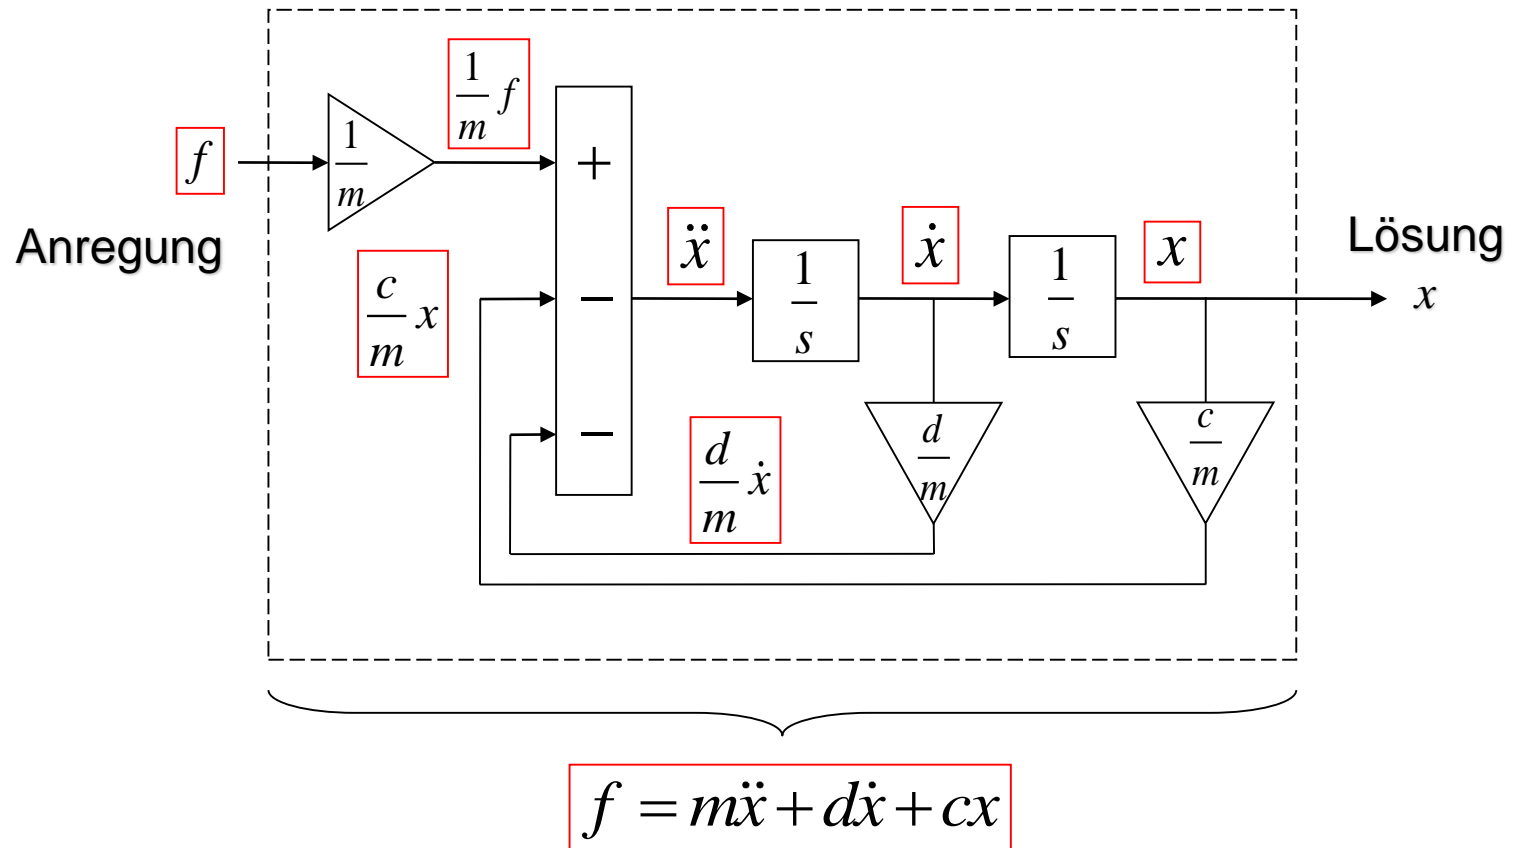 1/m f
f
1/m
+
Anregung
c/m x
−
ẍ
1/s
ẋ
1/s
x
Lösung
x
−
d/m ẋ
d/m
c/m
f = mẍ + dẋ + cx